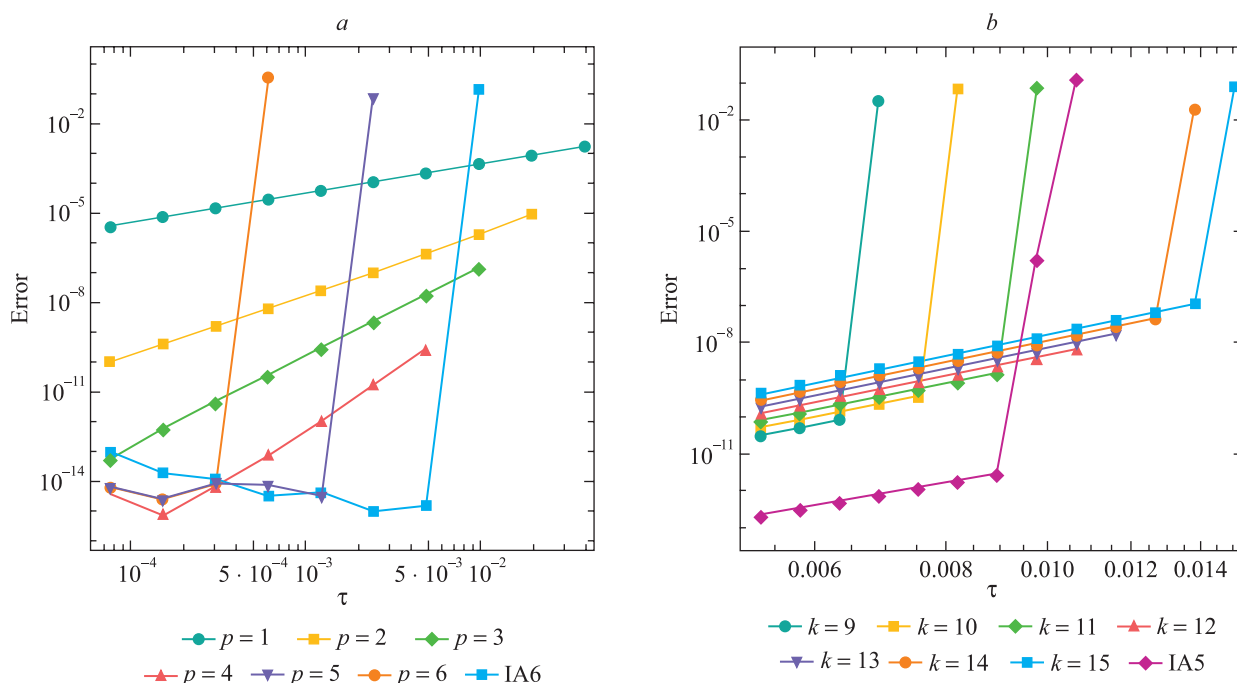 a
b
Error
10⁻²
10⁻⁵
10⁻⁸
10⁻¹¹
10⁻¹⁴
10⁻⁴
5 · 10⁻⁴
10⁻³
5 · 10⁻³
10⁻²
τ
p = 1
p = 2
p = 3
p = 4
p = 5
p = 6
IA6
Error
10⁻²
10⁻⁵
10⁻⁸
10⁻¹¹
0.006
0.008
0.010
0.012
0.014
τ
k = 9
k = 10
k = 11
k = 12
k = 13
k = 14
k = 15
IA5